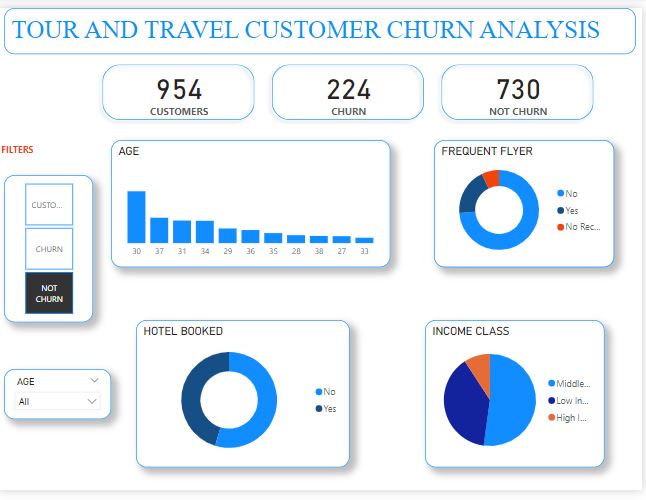 TOUR AND TRAVEL CUSTOMER CHURN ANALYSIS
954
CUSTOMERS
224
CHURN
730
NOT CHURN
FILTERS
CUSTO...
CHURN
NOT
CHURN
AGE
All
AGE
30 37 31 34 29 36 35 28 38 27 33
FREQUENT FLYER
No
Yes
No Rec...
HOTEL BOOKED
No
Yes
INCOME CLASS
Middle...
Low In...
High I...